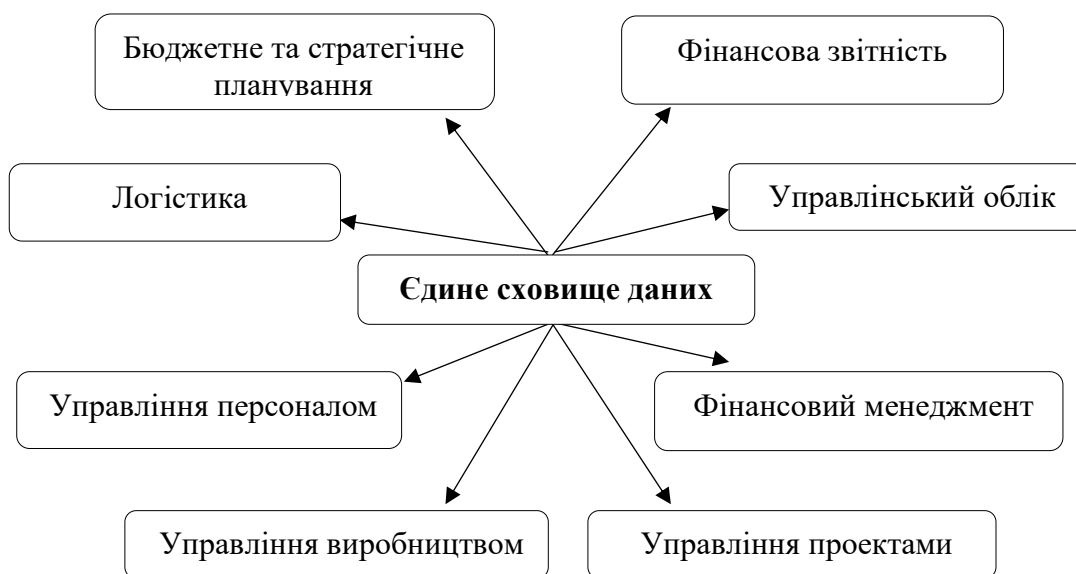 Бюджетне та стратегічне
планування
Фінансова звітність
Логістика
Управлінський облік
Єдине сховище даних
Управління персоналом
Фінансовий менеджмент
Управління виробництвом
Управління проектами